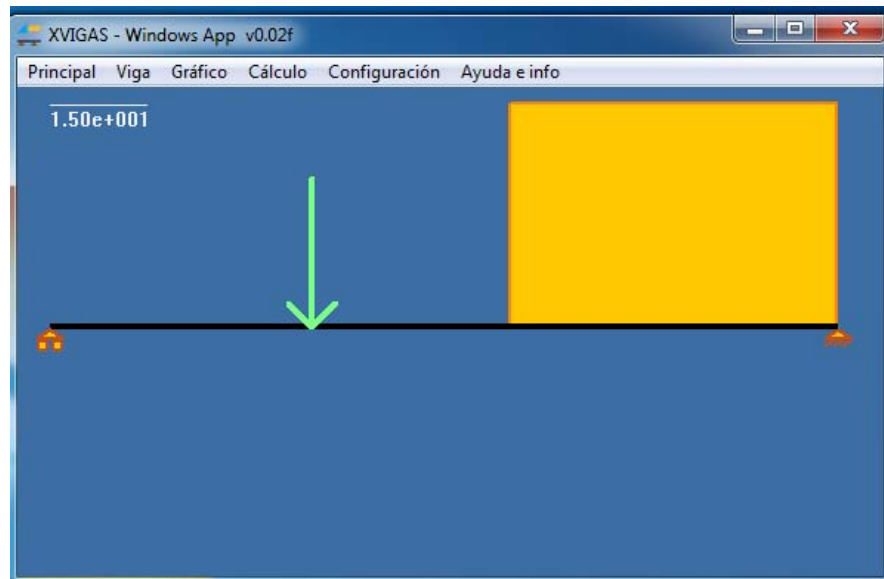 XVIGAS - Windows App v0.02f
Principal Viga Gráfico Cálculo Configuración Ayuda e info
1.50e+001